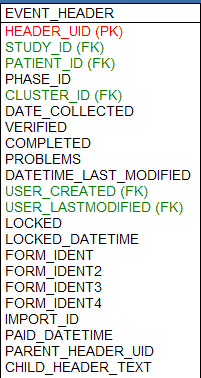 EVENT_HEADER
HEADER_UID (PK)
STUDY_ID (FK)
PATIENT_ID (FK)
PHASE_ID
CLUSTER_ID (FK)
DATE_COLLECTED
VERIFIED
COMPLETED
PROBLEMS
DATETIME_LAST_MODIFIED
USER_CREATED (FK)
USER_LASTMODIFIED (FK)
LOCKED
LOCKED_DATETIME
FORM_IDENT
FORM_IDENT2
FORM_IDENT3
FORM_IDENT4
IMPORT_ID
PAID_DATETIME
PARENT_HEADER_UID
CHILD_HEADER_TEXT